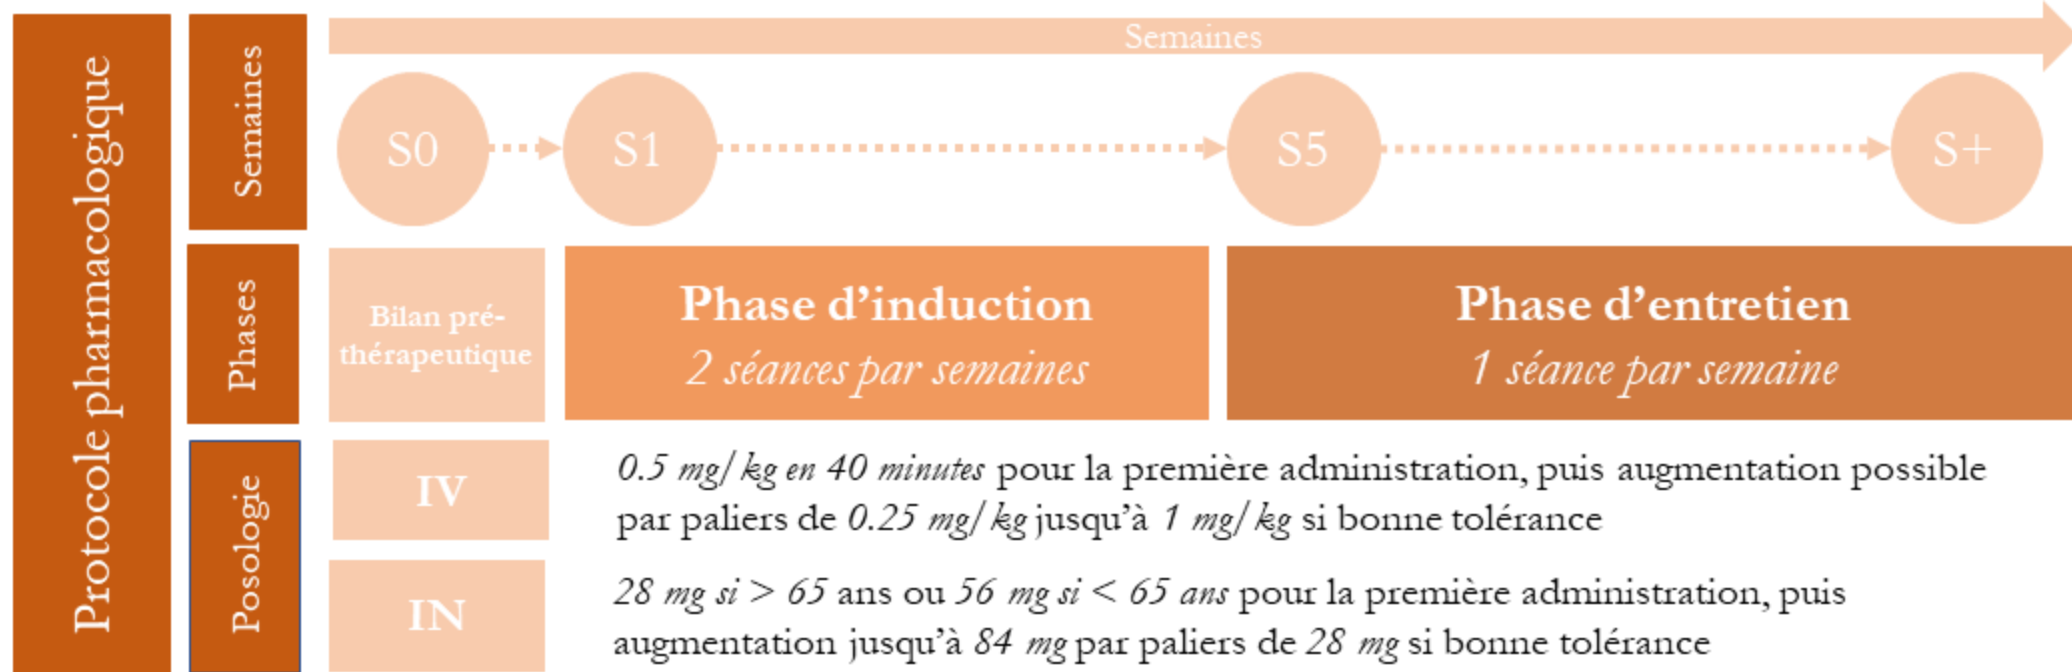 Protocole pharmacologique
Semaines
Semaines
S0
S1
S5
S+
Phases
Bilan pré-
thérapeutique
Phase d’induction
2 séances par semaines
Phase d’entretien
1 séance par semaine
Posologie
IV
0.5 mg/kg en 40 minutes pour la première administration, puis augmentation possible
par paliers de 0.25 mg/kg jusqu’à 1 mg/kg si bonne tolérance
IN
28 mg si > 65 ans ou 56 mg si < 65 ans pour la première administration, puis
augmentation jusqu’à 84 mg par paliers de 28 mg si bonne tolérance